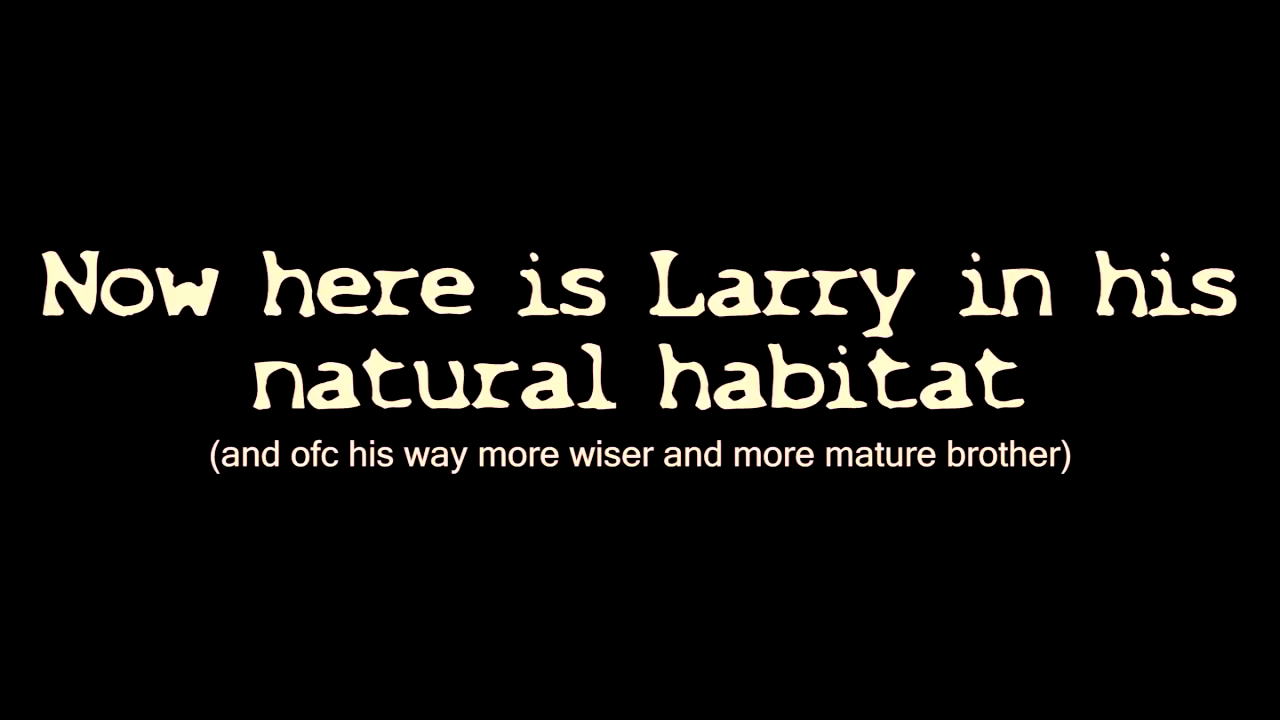 Now here is Larry in his
natural habitat
(and ofc his way more wiser and more mature brother)